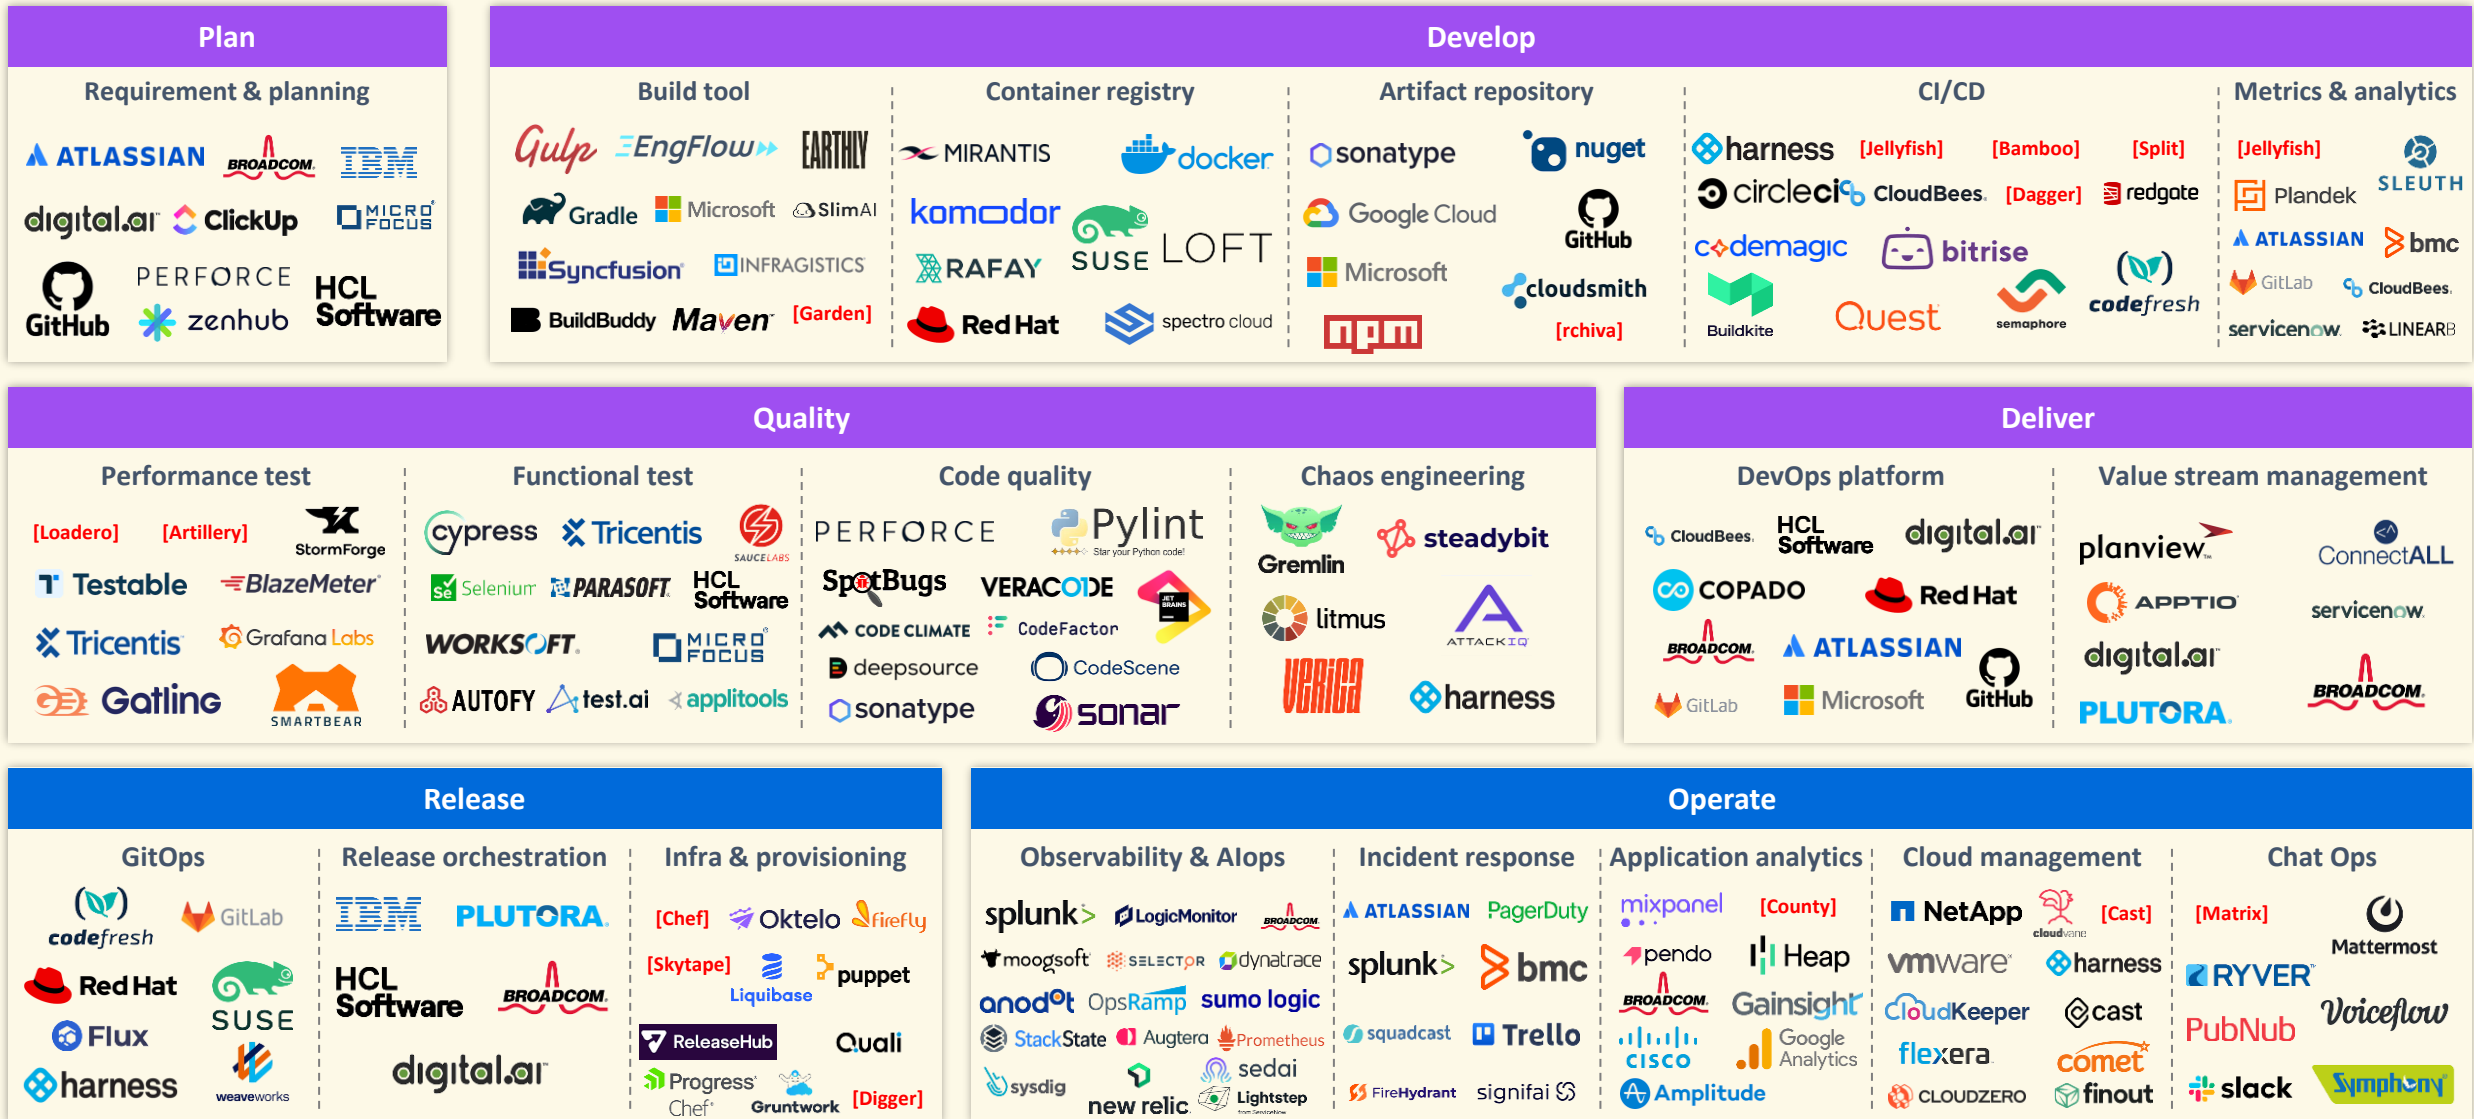 Plan
Requirement & planning
ATLASSIAN
BROADCOM
IBM
digital.ai
ClickUp
MICRO FOCUS
GitHub
PERFORCE
zenhub
HCL Software
Develop
Build tool
Gulp
EngFlow
EARTHLY
Gradle
Microsoft
SlimAI
Syncfusion
INFRAGISTICS
BuildBuddy
Maven
[Garden]
Container registry
MIRANTIS
docker
komodor
SUSE
LOFT
RAFAY
Red Hat
spectro cloud
Artifact repository
sonatype
nuget
Google Cloud
GitHub
Microsoft
cloudsmith
npm
[rchiva]
CI/CD
harness
[Jellyfish]
[Bamboo]
[Split]
circleci
CloudBees.
[Dagger]
redgate
codemagic
bitrise
codefresh
Buildkite
Quest
semaphore
Metrics & analytics
[Jellyfish]
SLEUTH
Plandek
ATLASSIAN
bmc
GitLab
CloudBees.
servicenow
LINEARB
Quality
Performance test
[Loadero]
[Artillery]
StormForge
Testable
BlazeMeter
Tricentis
Grafana Labs
Gatling
SMARTBEAR
Functional test
cypress
Tricentis
SAUCELABS
Se Selenium
PARASOFT
HCL Software
WORKSOFT
MICRO FOCUS
AUTOFY
test.ai
applitools
Code quality
PERFORCE
Pylint
Star your Python code!
SpotBugs
VERACODE
JET BRAINS
CODE CLIMATE
CodeFactor
deepsource
CodeScene
sonatype
sonar
Chaos engineering
Gremlin
steadybit
litmus
ATTACKIQ
VERICA
harness
Deliver
DevOps platform
CloudBees.
HCL Software
digital.ai
COPADO
Red Hat
BROADCOM
ATLASSIAN
GitHub
GitLab
Microsoft
Value stream management
planview
ConnectALL
APPTIO
servicenow
digital.ai
BROADCOM
PLUTORA
Release
GitOps
codefresh
GitLab
Red Hat
SUSE
Flux
harness
weaveworks
Release orchestration
IBM
PLUTORA
HCL Software
BROADCOM
digital.ai
Infra & provisioning
[Chef]
Oktelo
firefly
[Skytape]
Liquibase
puppet
ReleaseHub
Quali
Progress Chef
Gruntwork
[Digger]
Operate
Observability & AIops
splunk>
LogicMonitor
BROADCOM
moogsoft
SELECTOR
dynatrace
anodot
OpsRamp
sumo logic
StackState
Augtera
Prometheus
sysdig
new relic
sedai
Lightstep
from ServiceNow
Incident response
ATLASSIAN
PagerDuty
splunk>
bmc
squadcast
Trello
FireHydrant
signifai
Application analytics
mixpanel
[County]
pendo
Heap
BROADCOM
Gainsight
CISCO
Google Analytics
Amplitude
Cloud management
NetApp
cloudvane
[Cast]
vmware
harness
CloudKeeper
cast
flexera
comet
CLOUDZERO
finout
Chat Ops
[Matrix]
Mattermost
RYVER
Voiceflow
PubNub
slack
Symphony